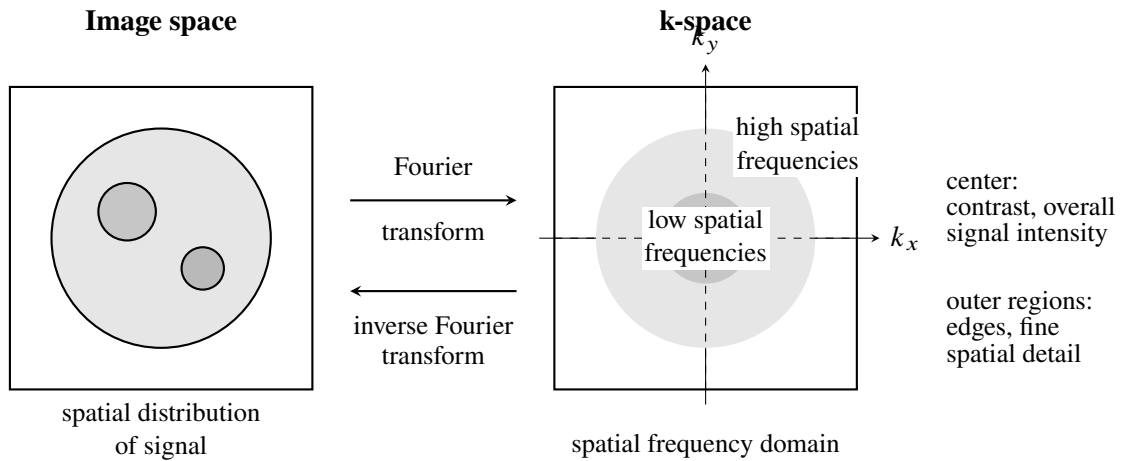 Image space
k-space
k_y
Fourier
transform
inverse Fourier
transform
high spatial
frequencies
low spatial
frequencies
k_x
center:
contrast, overall
signal intensity
outer regions:
edges, fine
spatial detail
spatial distribution
of signal
spatial frequency domain